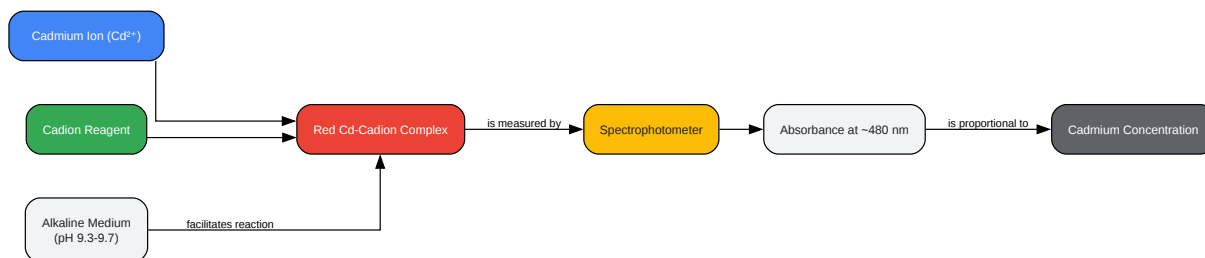 Cadmium Ion (Cd²⁺)
Cadion Reagent
Red Cd-Cadion Complex
is measured by
Spectrophotometer
Absorbance at ~480 nm
is proportional to
Cadmium Concentration
Alkaline Medium
(pH 9.3-9.7)
facilitates reaction